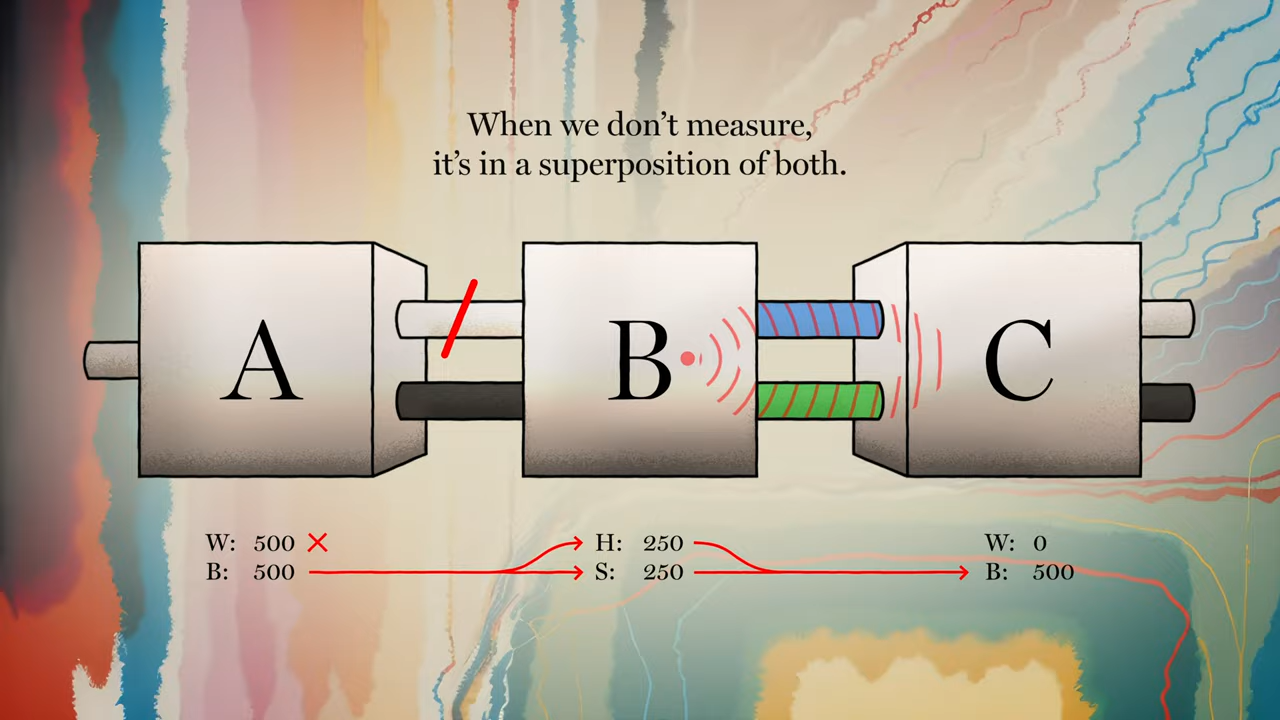 When we don't measure,
it's in a superposition of both.
A B C
W: 500 H: 250 W: 0
B: 500 S: 250 B: 500